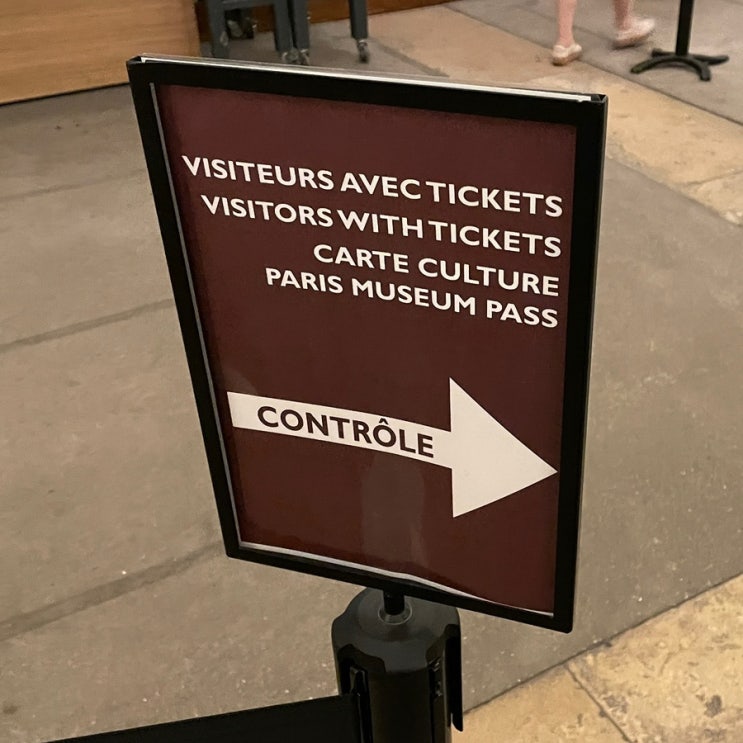 VISITEURS AVEC TICKETS
VISITORS WITH TICKETS
CARTE CULTURE
PARIS MUSEUM PASS
CONTRÔLE